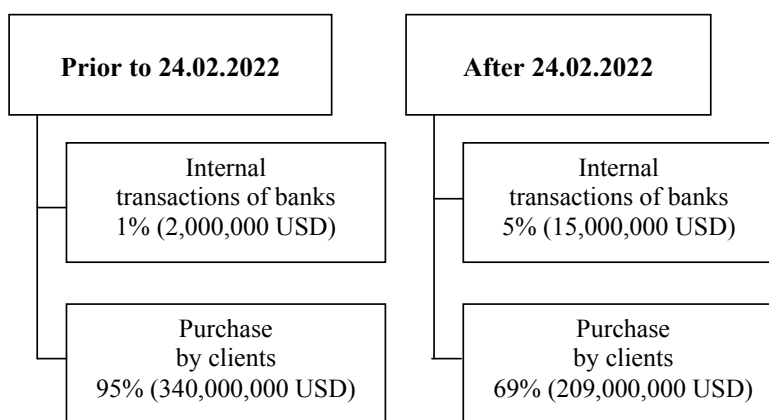 Prior to 24.02.2022
Internal
transactions of banks
1% (2,000,000 USD)
Purchase
by clients
95% (340,000,000 USD)
After 24.02.2022
Internal
transactions of banks
5% (15,000,000 USD)
Purchase
by clients
69% (209,000,000 USD)